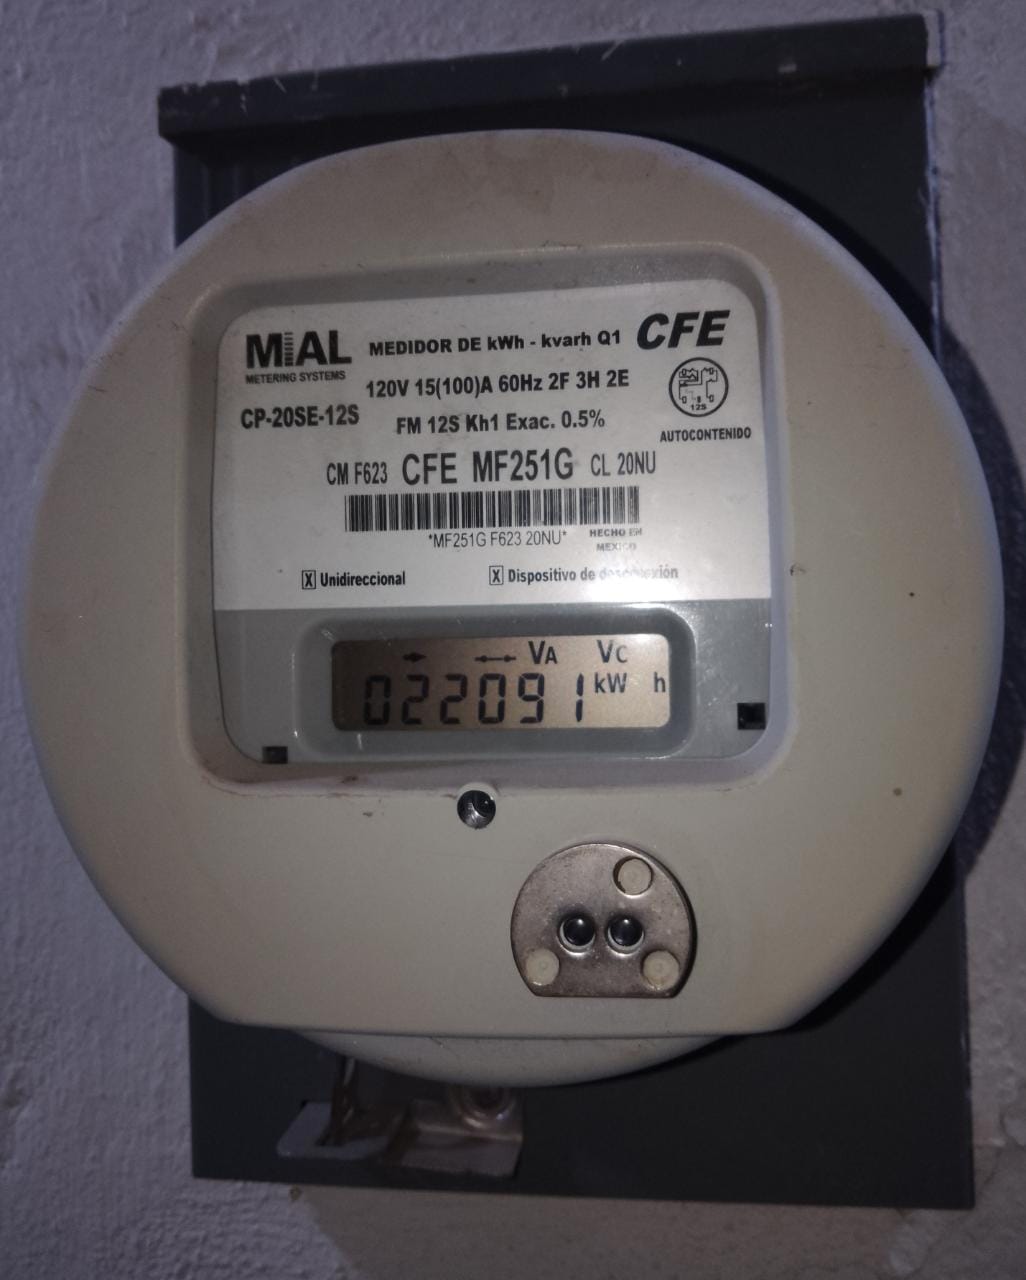 MIAL
METERING SYSTEMS
MEDIDOR DE kWh - kvarh Q1
CFE
120V 15(100)A 60Hz 2F 3H 2E
12S
CP-20SE-12S
FM 12S Kh1 Exac. 0.5%
AUTOCONTENIDO
CM F623 CFE MF251G CL 20NU
*MF251G F623 20NU*
HECHO EN
MEXICO
X Unidireccional
X Dispositivo de desconexión
VA VC
022091 kW h